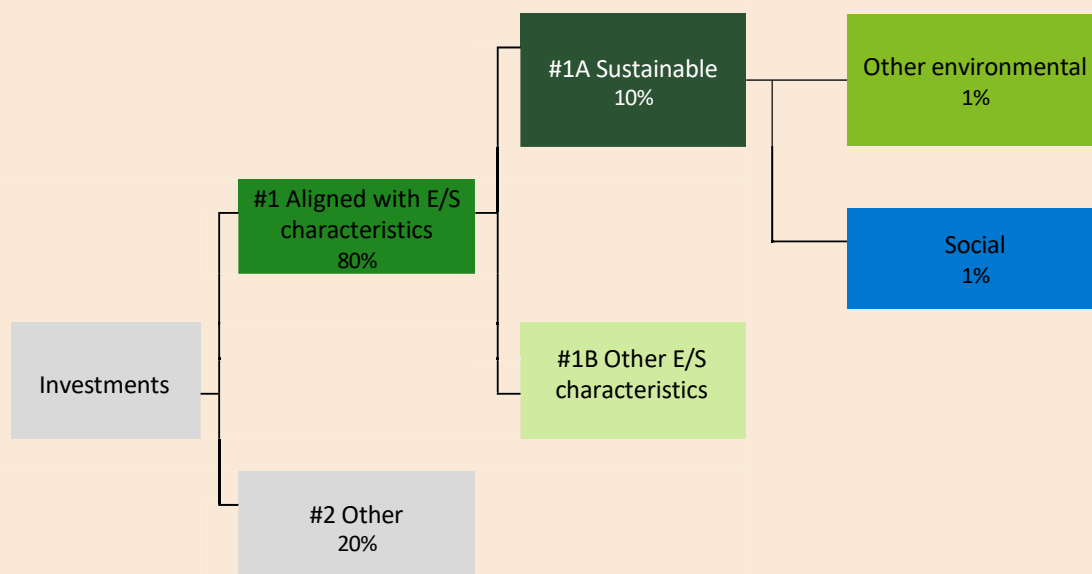 #1A Sustainable
10%
Other environmental
1%
#1 Aligned with E/S
characteristics
80%
Social
1%
Investments
#1B Other E/S
characteristics
#2 Other
20%